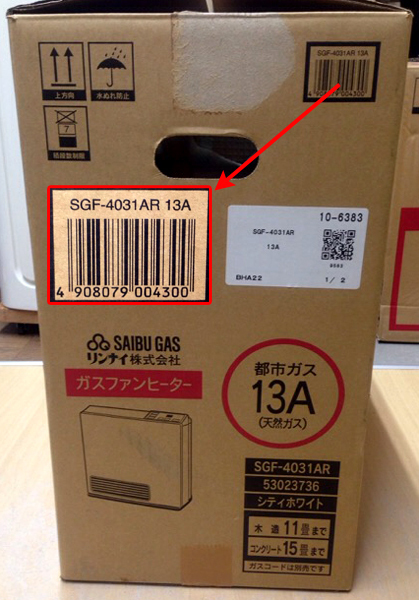 SGF-4031AR 13A
4 908079 004300
上方向
水ぬれ防止
7
積段数制限
SGF-4031AR 13A
4 908079 004300
10-6383
SGF-4031AR
13A
BHA22
1/ 2
SAIBU GAS
リンナイ株式会社
ガスファンヒーター
都市ガス
13A
(天然ガス)
SGF-4031AR
53023736
シティホワイト
木造11畳まで
コンクリート15畳まで
ガスコードは別売です